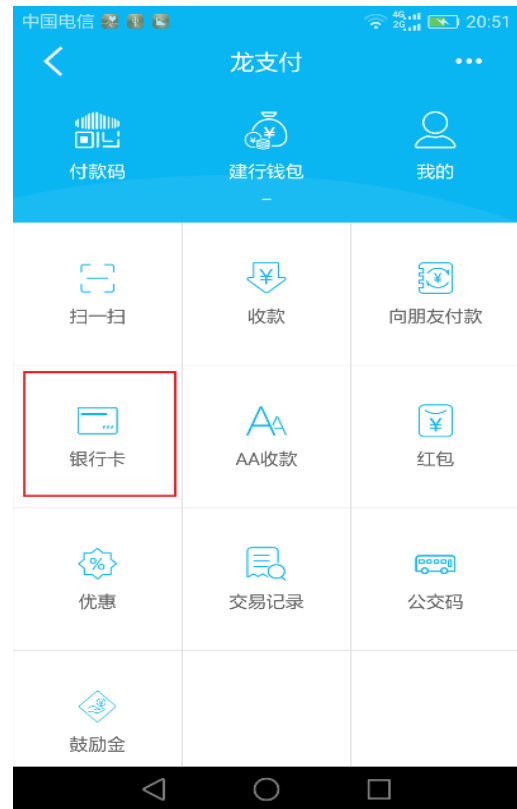 中国电信 4G 2G 20:51
龙支付
付款码 建行钱包 我的
扫一扫 收款 向朋友付款
银行卡 AA收款 红包
优惠 交易记录 公交码
鼓励金